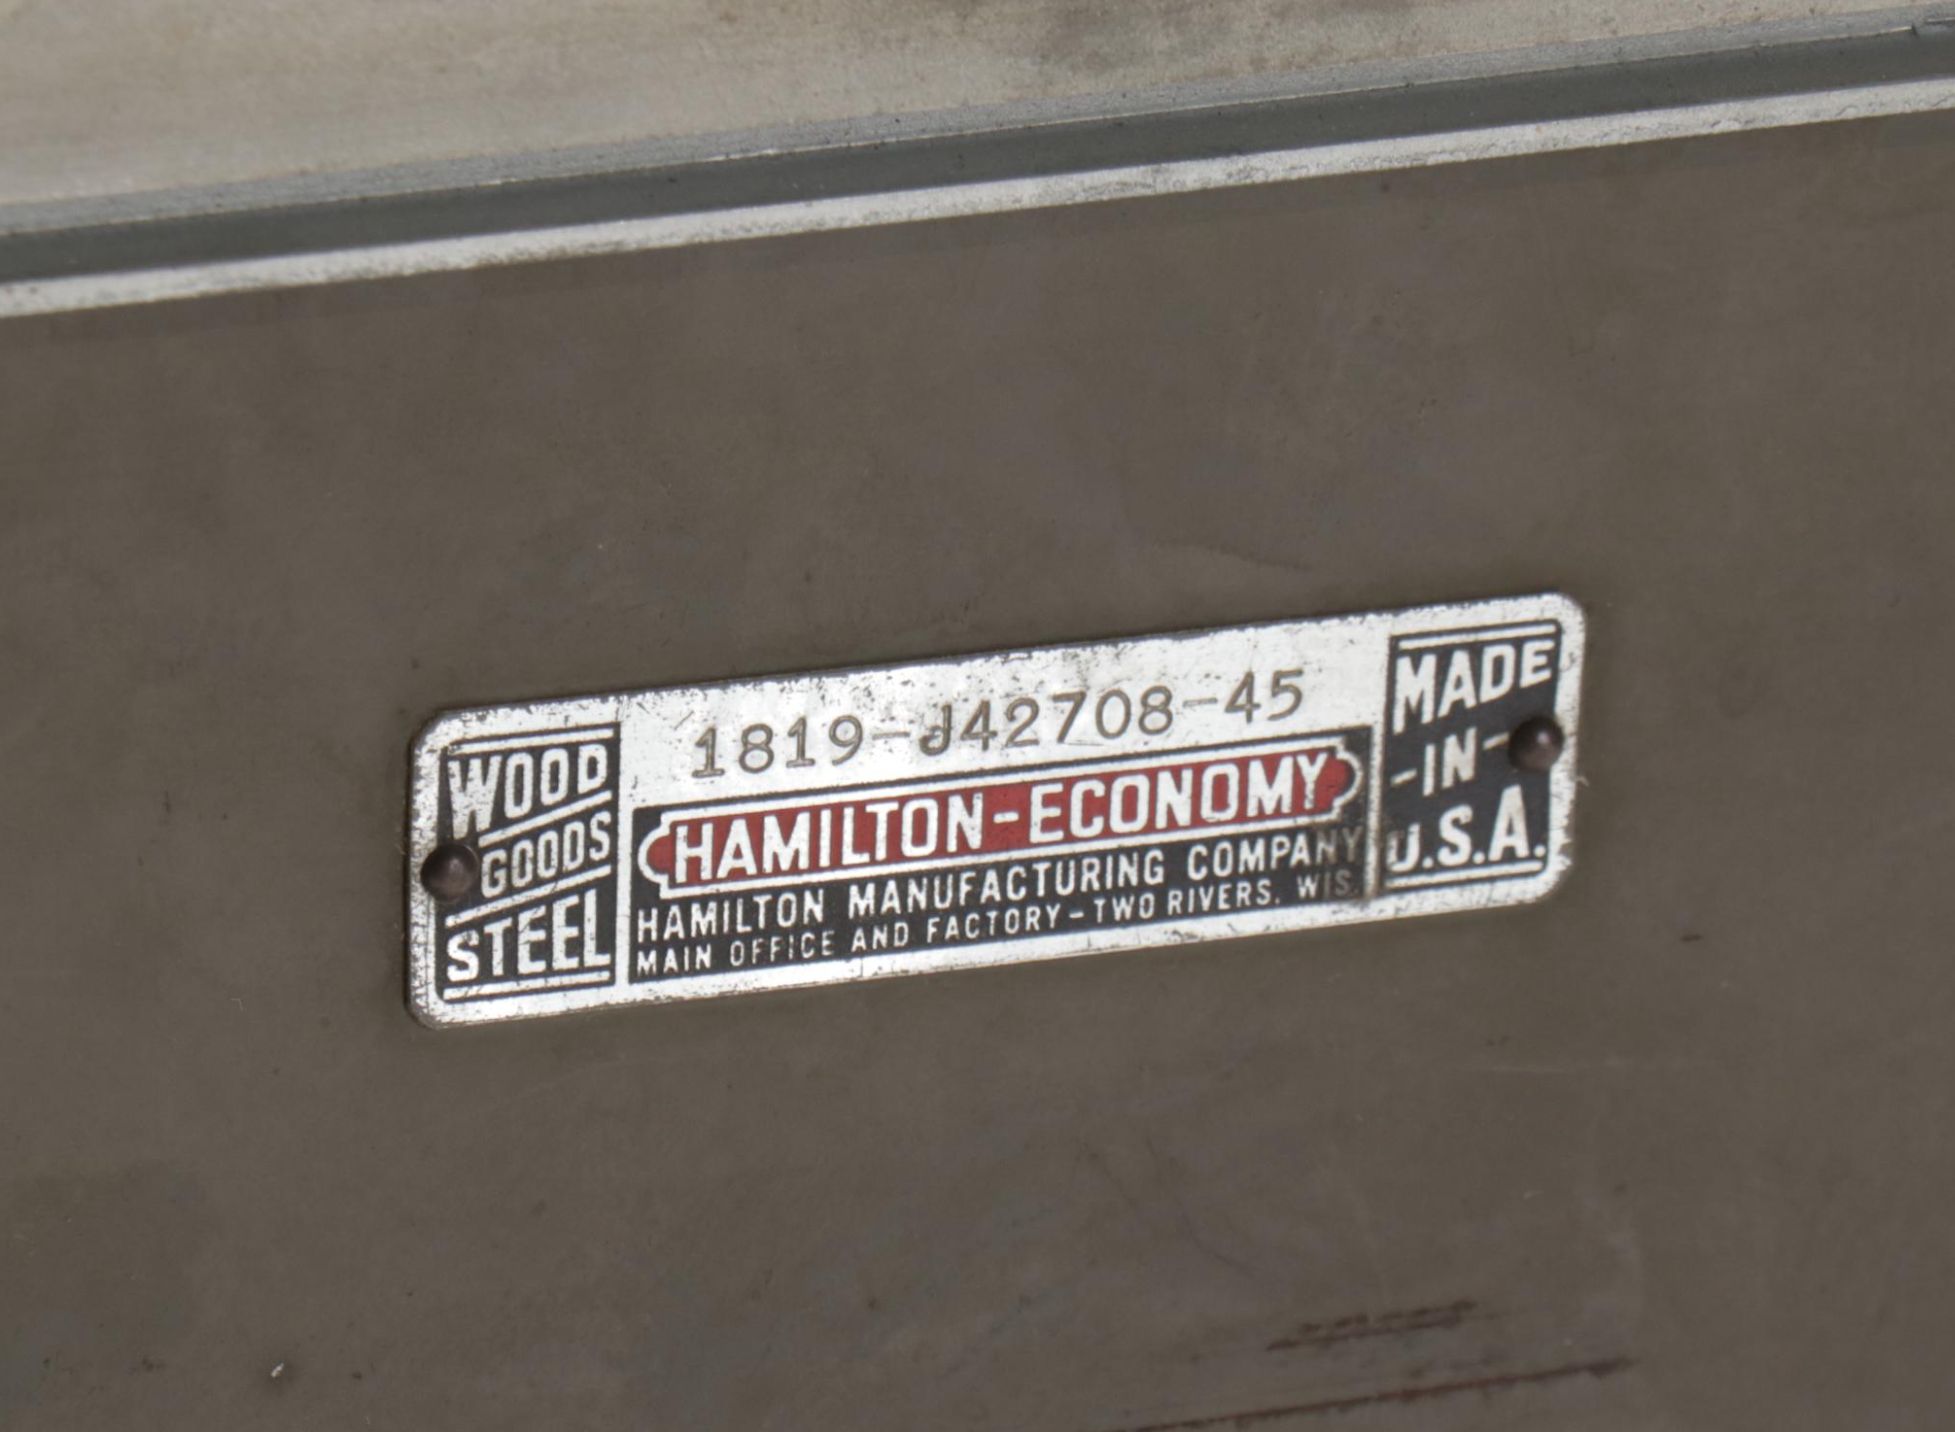 WOOD
GOODS
STEEL
1819-J42708-45
HAMILTON-ECONOMY
HAMILTON MANUFACTURING COMPANY
MAIN OFFICE AND FACTORY-TWO RIVERS. WIS.
MADE
-IN-
U.S.A.